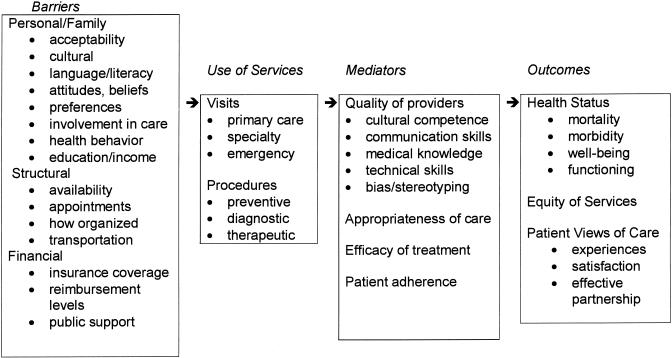 Barriers
Personal/Family
• acceptability
• cultural
• language/literacy
• attitudes, beliefs
• preferences
• involvement in care
• health behavior
• education/income
Structural
• availability
• appointments
• how organized
• transportation
Financial
• insurance coverage
• reimbursement
levels
• public support
Use of Services
Visits
• primary care
• specialty
• emergency
Procedures
• preventive
• diagnostic
• therapeutic
Mediators
Quality of providers
• cultural competence
• communication skills
• medical knowledge
• technical skills
• bias/stereotyping
Appropriateness of care
Efficacy of treatment
Patient adherence
Outcomes
Health Status
• mortality
• morbidity
• well-being
• functioning
Equity of Services
Patient Views of Care
• experiences
• satisfaction
• effective
partnership